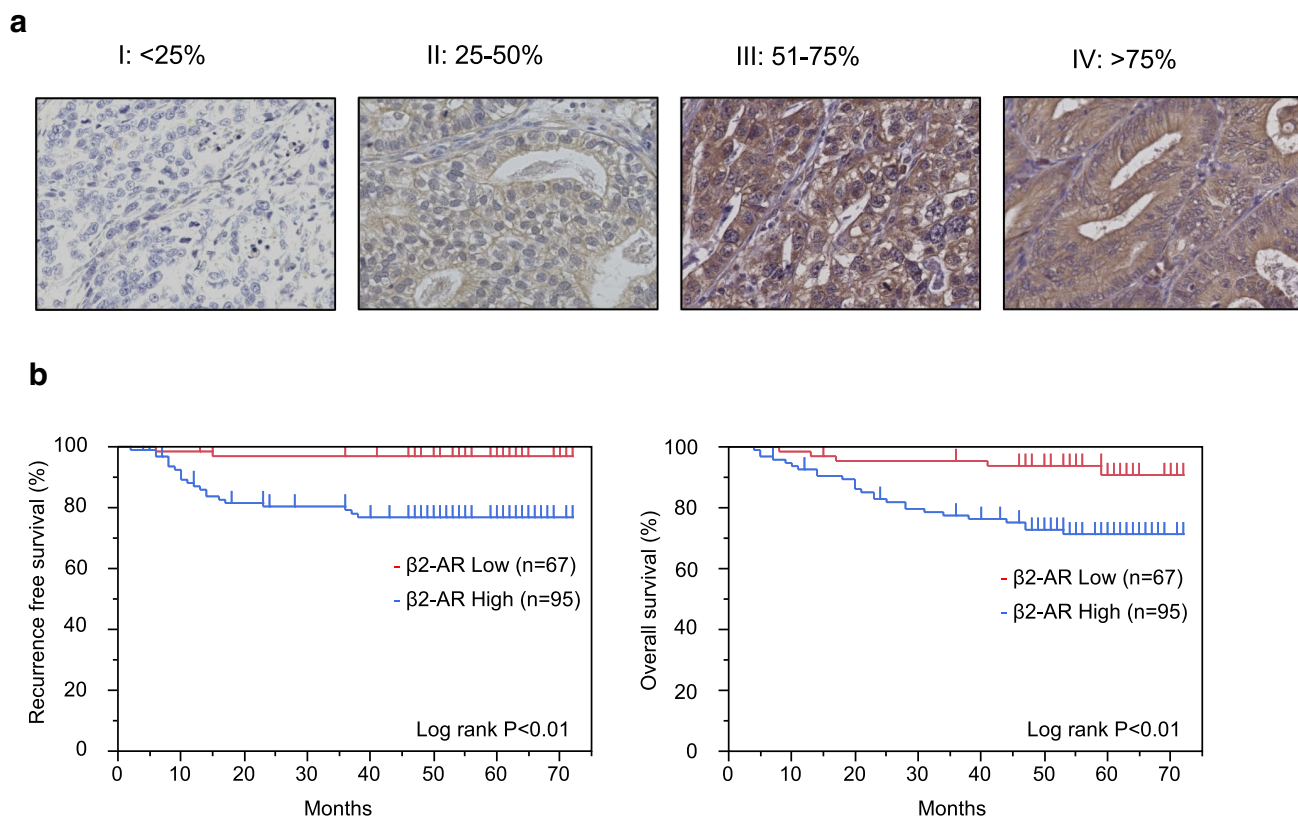 a
I: <25%
II: 25-50%
III: 51-75%
IV: >75%
b
Recurrence free survival (%)
100
80
60
40
20
0
β2-AR Low (n=67)
β2-AR High (n=95)
Log rank P<0.01
0 10 20 30 40 50 60 70
Months
Overall survival (%)
100
80
60
40
20
0
β2-AR Low (n=67)
β2-AR High (n=95)
Log rank P<0.01
0 10 20 30 40 50 60 70
Months